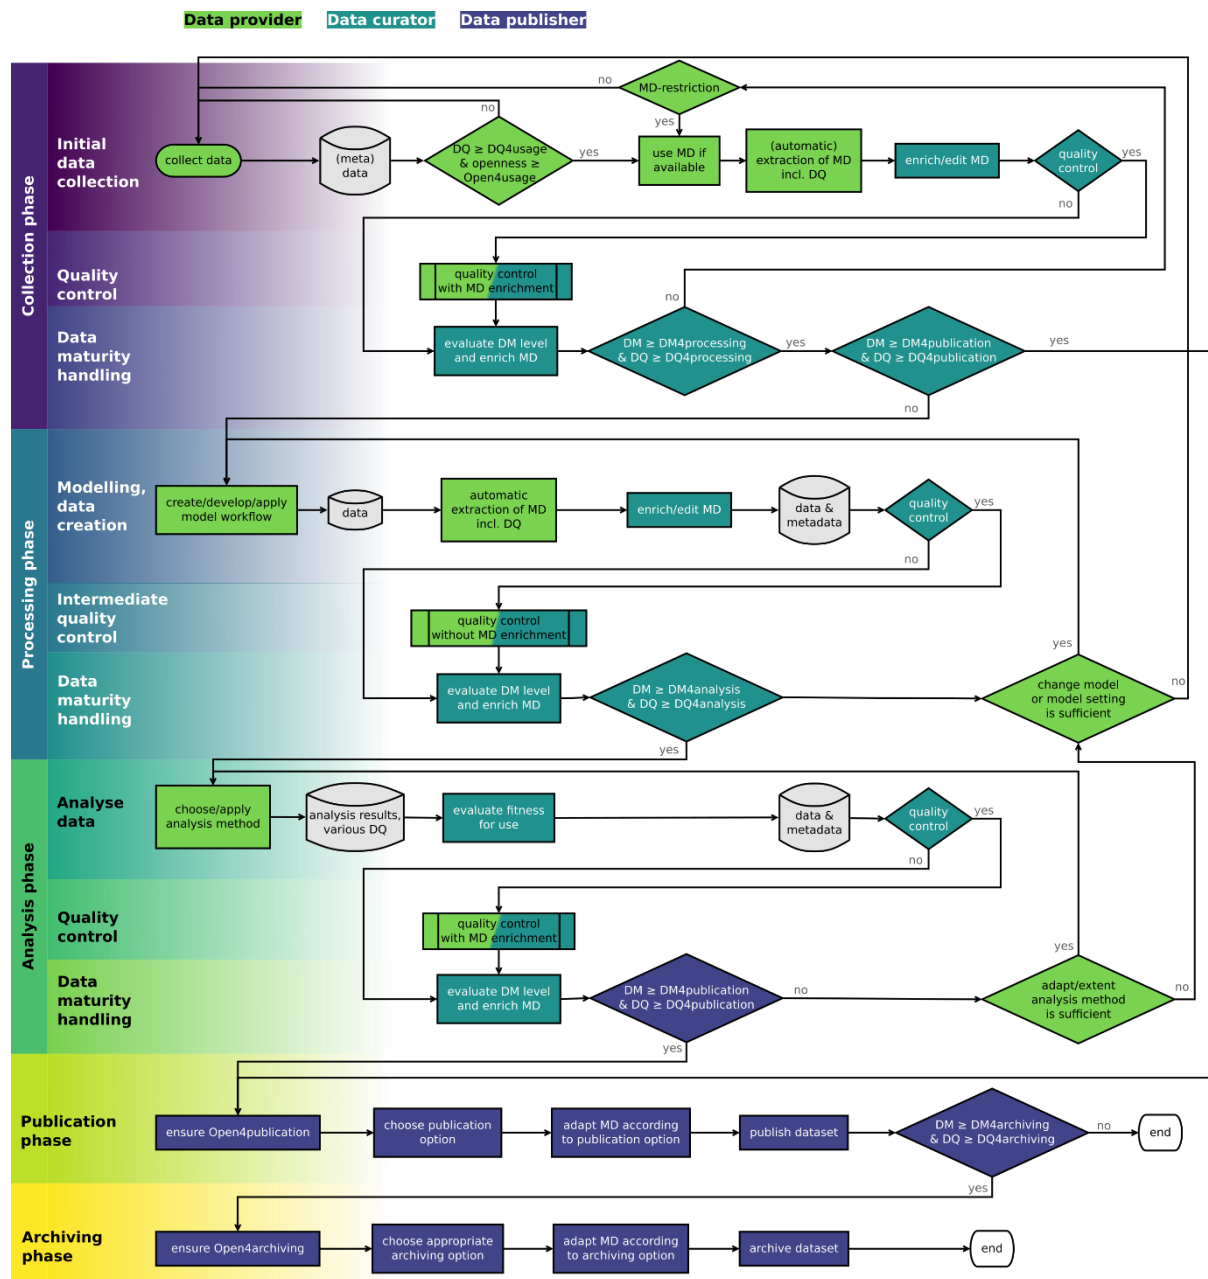 Data provider
Data curator
Data publisher
Collection phase
Initial
data
collection
collect data
(meta)
data
DQ ≥ DQ4usage
& openness ≥
Open4usage
no
yes
MD-restriction
no
yes
use MD if
available
(automatic)
extraction of MD
incl. DQ
enrich/edit MD
quality
control
yes
no
Quality
control
quality control
with MD enrichment
Data
maturity
handling
evaluate DM level
and enrich MD
DM ≥ DM4processing
& DQ ≥ DQ4processing
no
yes
DM ≥ DM4publication
& DQ ≥ DQ4publication
yes
no
Processing phase
Modelling,
data
creation
create/develop/apply
model workflow
data
automatic
extraction of MD
incl. DQ
enrich/edit MD
data &
metadata
quality
control
yes
no
Intermediate
quality
control
quality control
without MD enrichment
Data
maturity
handling
evaluate DM level
and enrich MD
DM ≥ DM4analysis
& DQ ≥ DQ4analysis
yes
change model
or model setting
is sufficient
yes
no
Analysis phase
Analyse
data
choose/apply
analysis method
analysis results,
various DQ
evaluate fitness
for use
data &
metadata
quality
control
yes
no
Quality
control
quality control
with MD enrichment
Data
maturity
handling
evaluate DM level
and enrich MD
DM ≥ DM4publication
& DQ ≥ DQ4publication
no
yes
adapt/extent
analysis method
is sufficient
yes
no
Publication
phase
ensure Open4publication
choose publication
option
adapt MD according
to publication option
publish dataset
DM ≥ DM4archiving
& DQ ≥ DQ4archiving
no
end
yes
Archiving
phase
ensure Open4archiving
choose appropriate
archiving option
adapt MD according
to archiving option
archive dataset
end